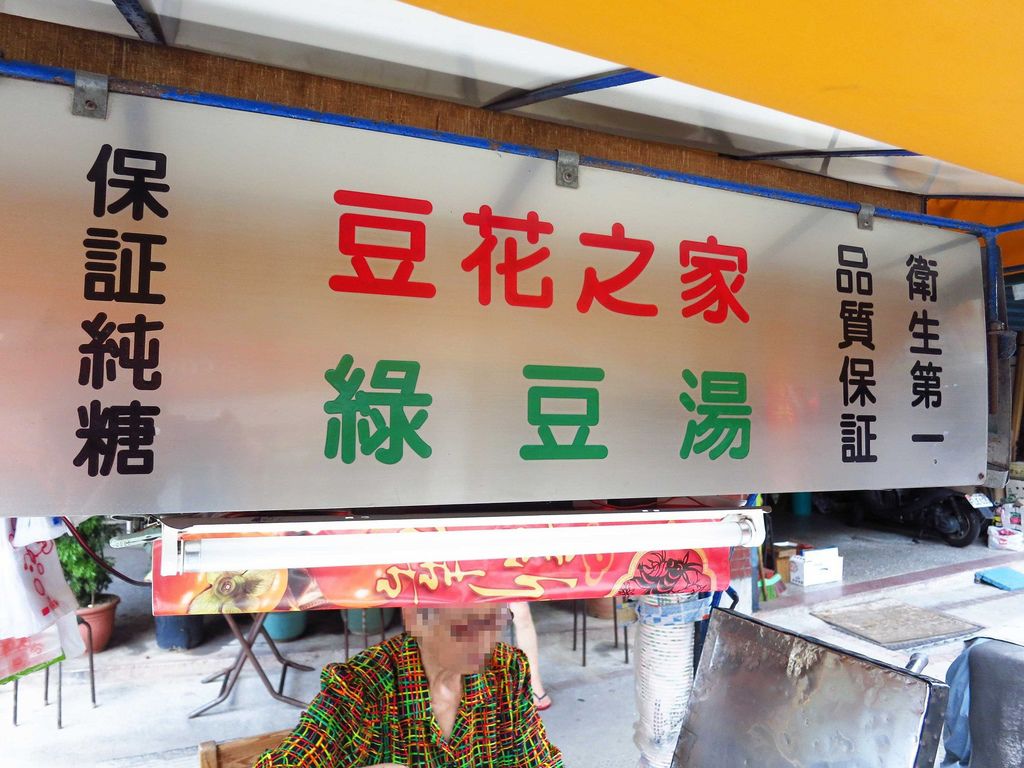 豆花之家
綠豆湯
衛生第一
品質保証
保証純糖